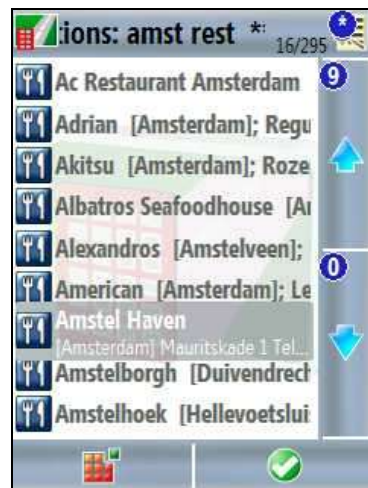 :ions: amst rest *:
16/295
*
9
Ac Restaurant Amsterdam
Adrian [Amsterdam]; Regu
Akitsu [Amsterdam]; Roze
Albatros Seafoodhouse [A
Alexandros [Amstelveen];
0
American [Amsterdam]; Le
Amstel Haven
[Amsterdam] Mauritskade 1 Tel...
Amstelborgh [Duivendrech
Amstelhoek [Hellevoetslui